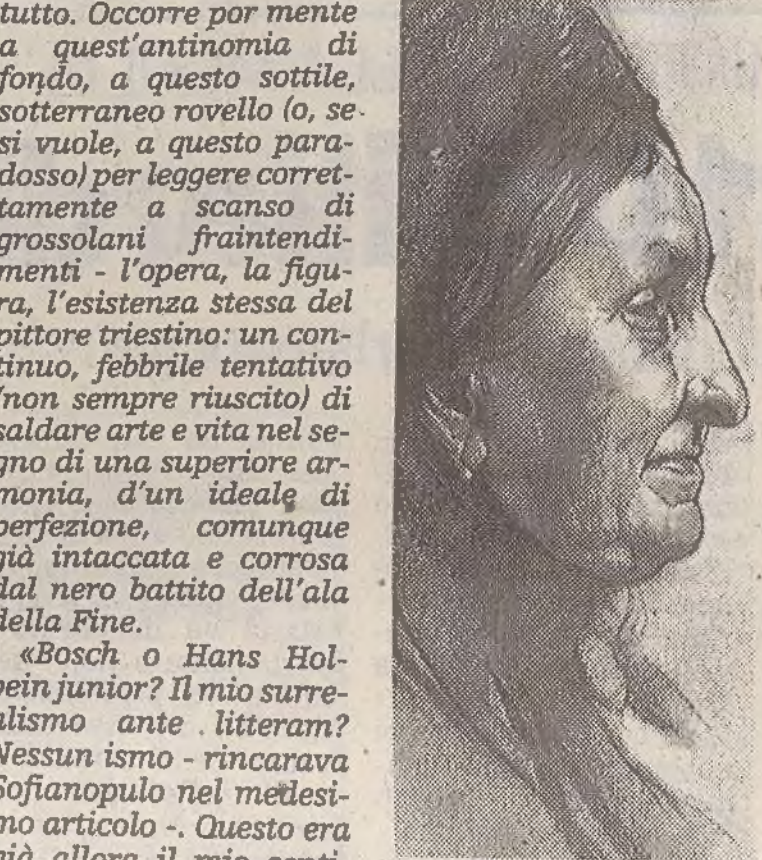 tutto. Occorre por mente
a quest'antinomia di
fondo, a questo sottile,
sotterraneo rovello (o, se
si vuole, a questo para-
dosso) per leggere corret-
tamente a scanso di
grossolani fraintendi-
menti - l'opera, la figu-
ra, l'esistenza stessa del
pittore triestino: un con-
tinuo, febbrile tentativo
(non sempre riuscito) di
saldare arte e vita nel se-
gno di una superiore ar-
monia, d'un ideale di
perfezione, comunque
già intaccata e corrosa
dal nero battito dell'ala
della Fine.
«Bosch o Hans Hol-
bein junior? Il mio surre-
alismo ante litteram?
Nessun ismo - rincarava
Sofianopulo nel medesi-
mo articolo -. Questo era
già allora il mio senti-